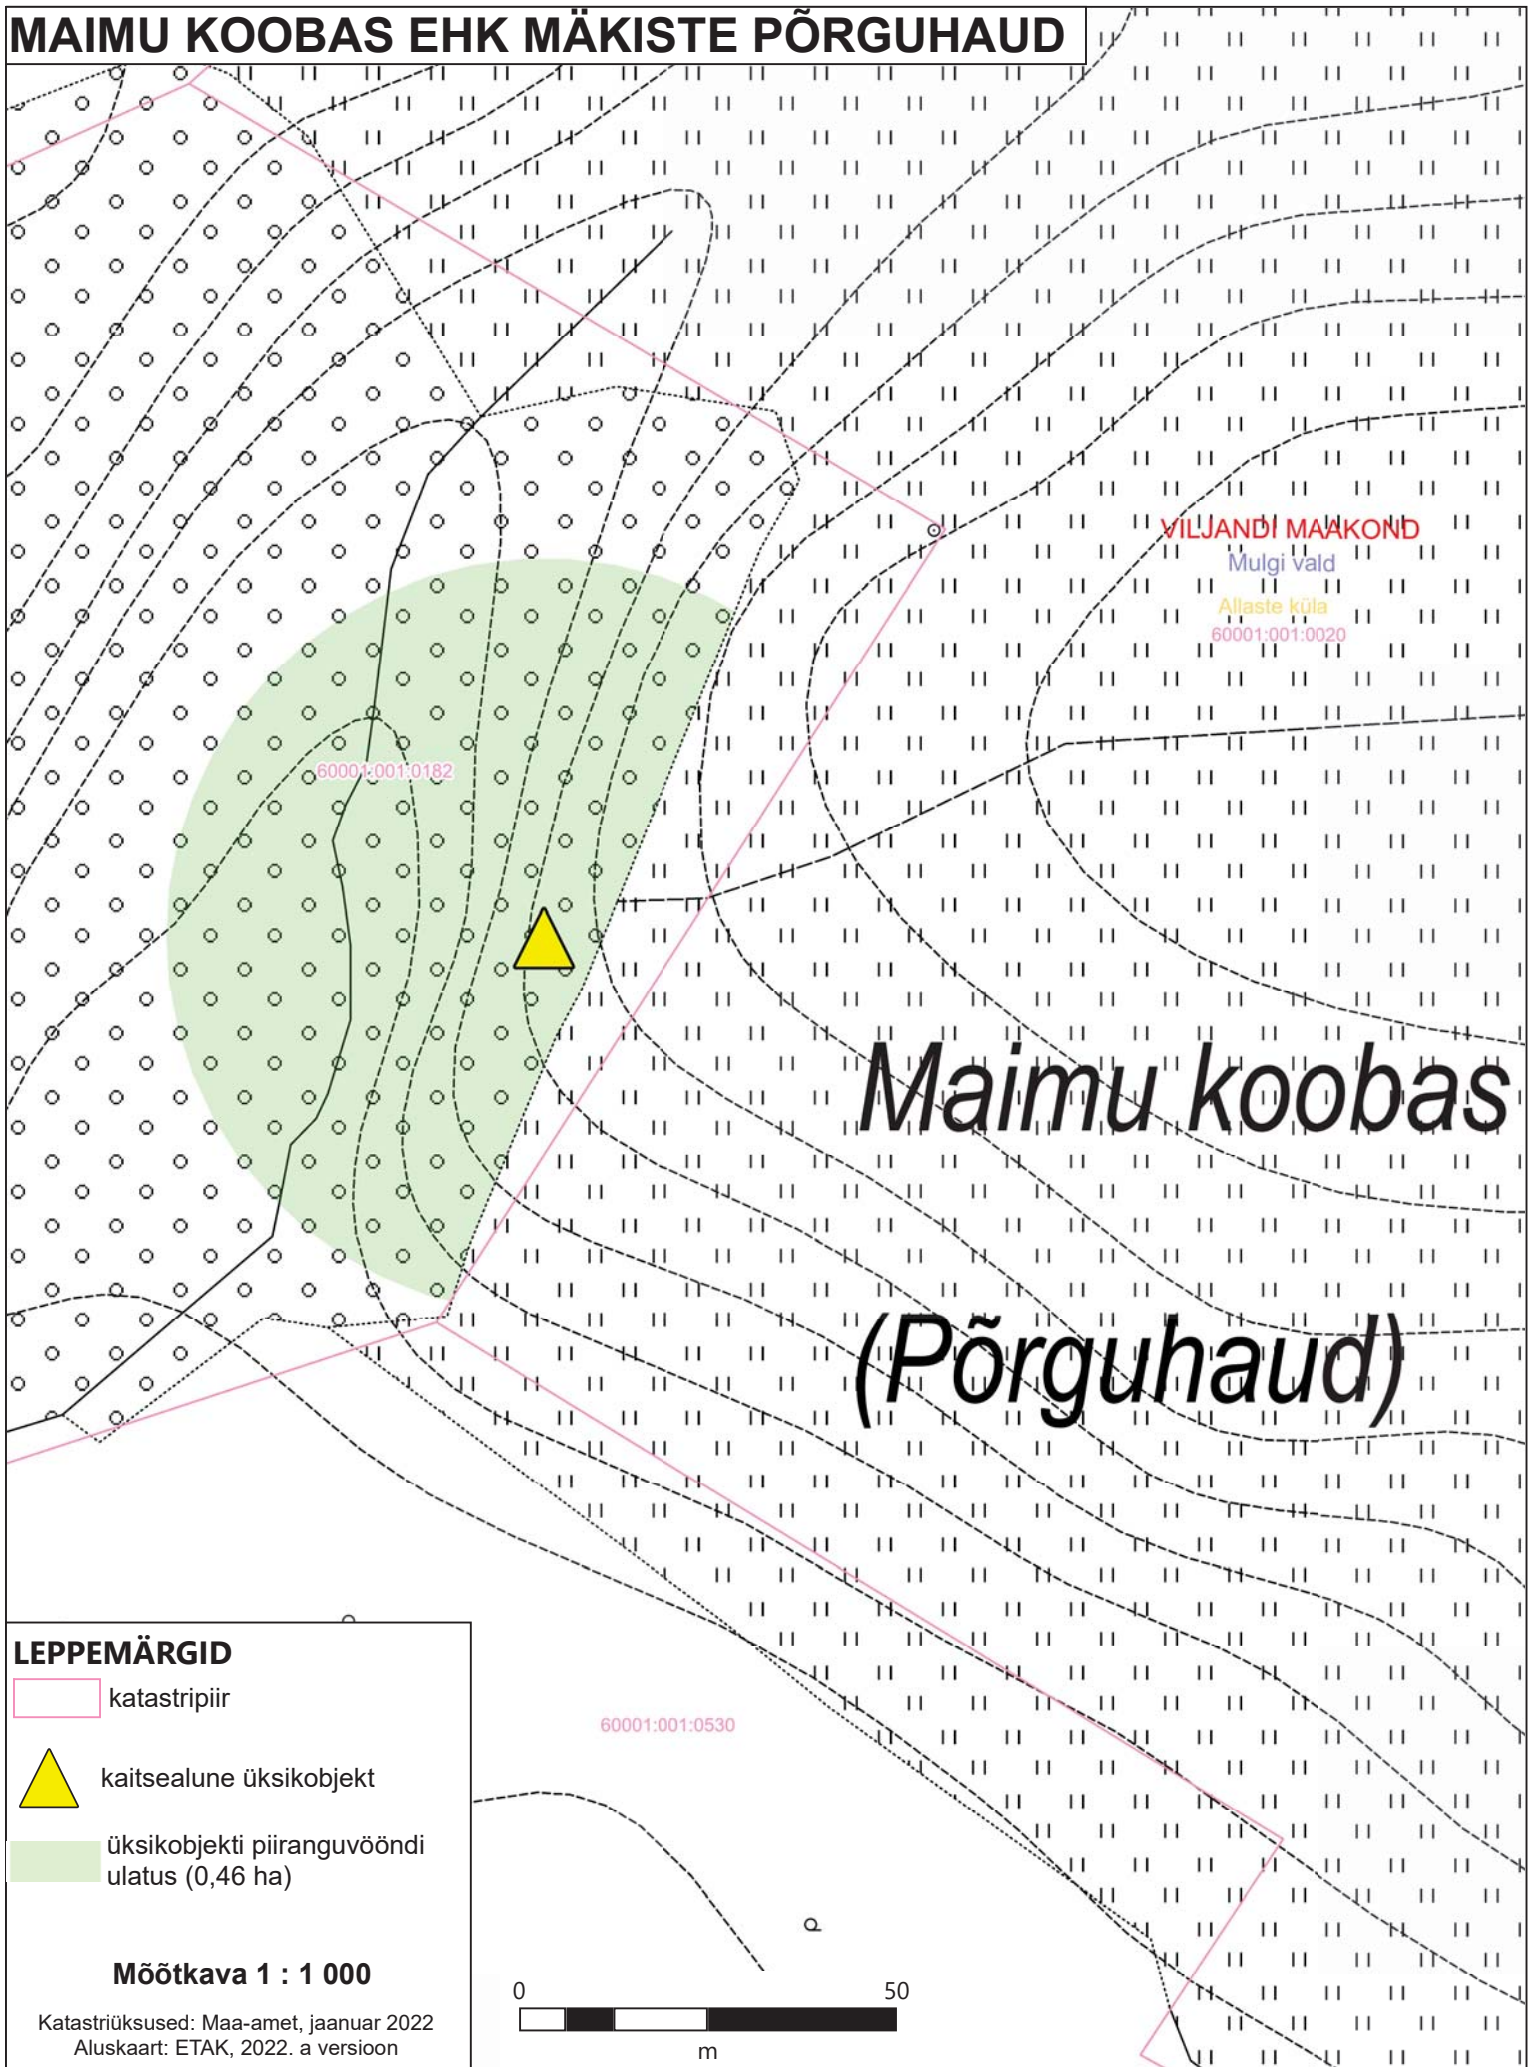 MAIMU KOOBAS EHK MÄKISTE PÕRGUHAUD
VILJANDI MAAKOND
Mulgi vald
Allaste küla
60001:001:0020
60001:001:0182
Maimu koobas
(Põrguhaud)
LEPPEMÄRGID
katastripiir
60001:001:0530
kaitsealune üksikobjekt
üksikobjekti piiranguvööndi
ulatus (0,46 ha)
Mõõtkava 1 : 1 000
Katastriüksused: Maa-amet, jaanuar 2022
Aluskaart: ETAK, 2022. a versioon
0 50
m